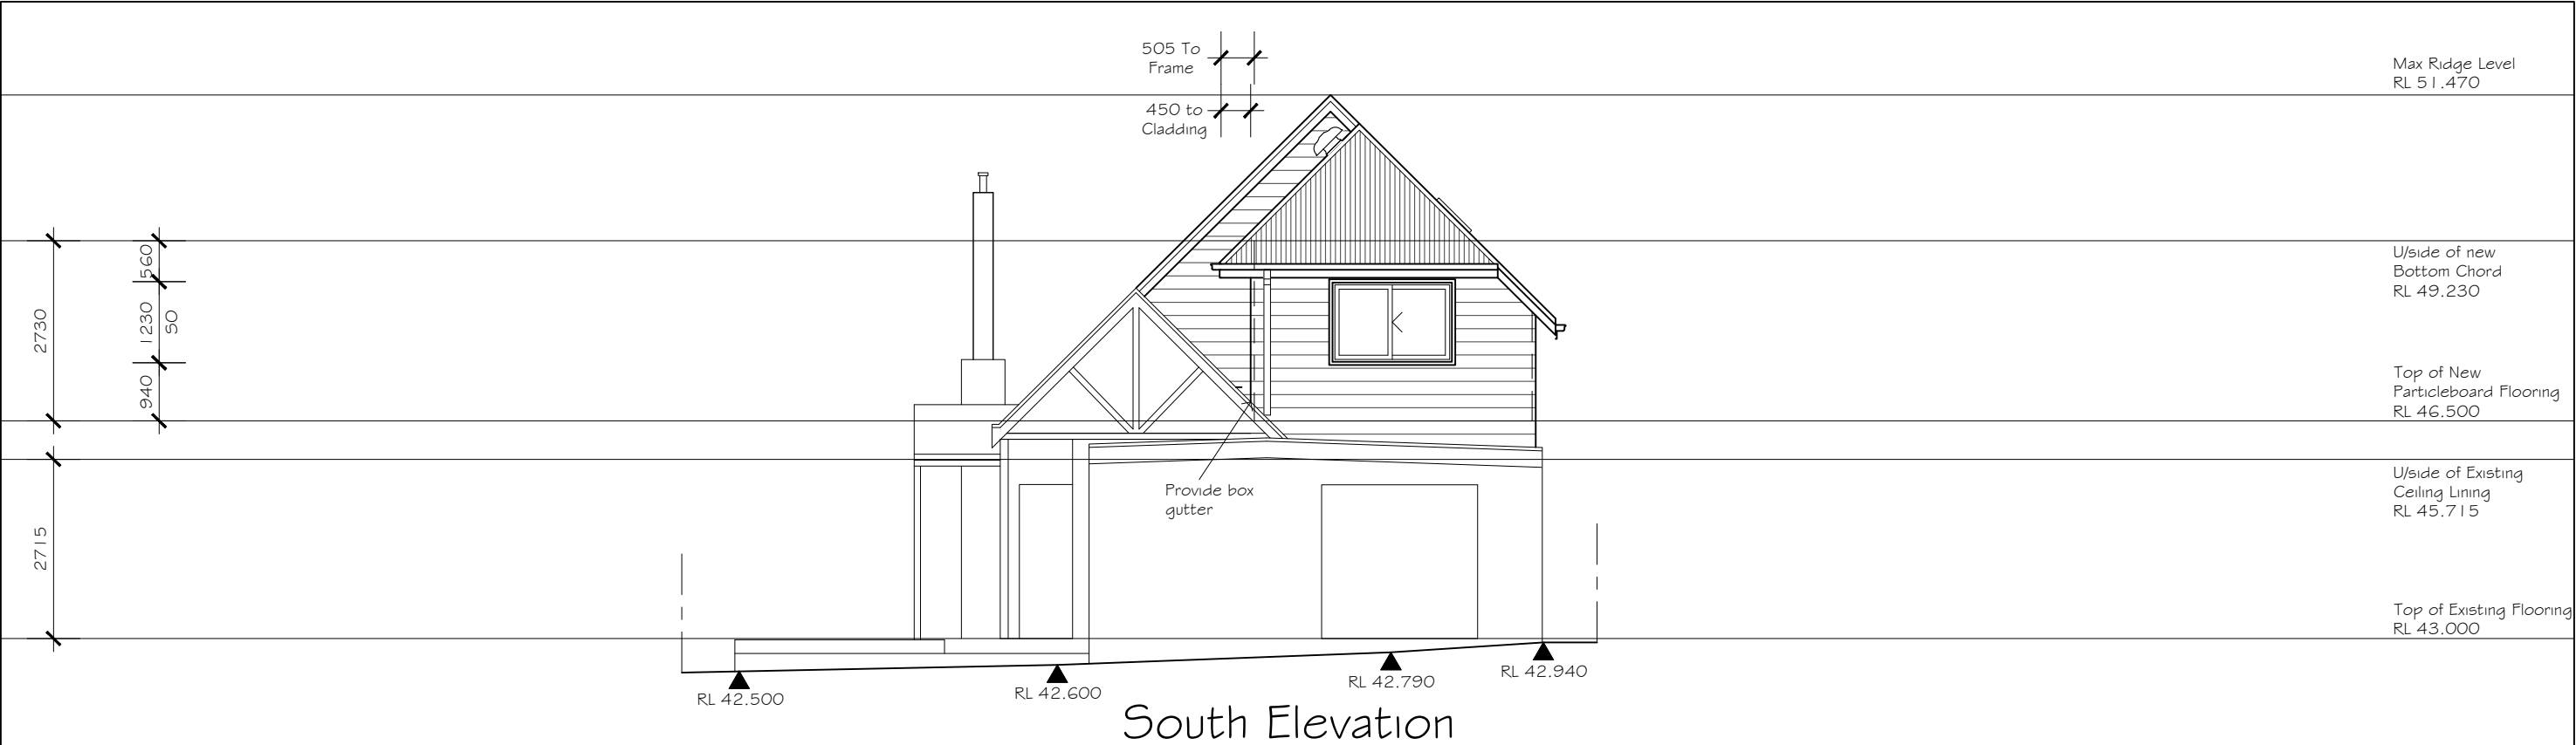 505 To
Frame
450 to
Cladding
Max Ridge Level
RL 51.470
U/side of new
Bottom Chord
RL 49.230
Top of New
Particleboard Flooring
RL 46.500
U/side of Existing
Ceiling Lining
RL 45.715
Top of Existing Flooring
RL 43.000
2730
560
1230
SO
940
2715
Provide box
gutter
RL 42.500
RL 42.600
RL 42.790
RL 42.940
South Elevation